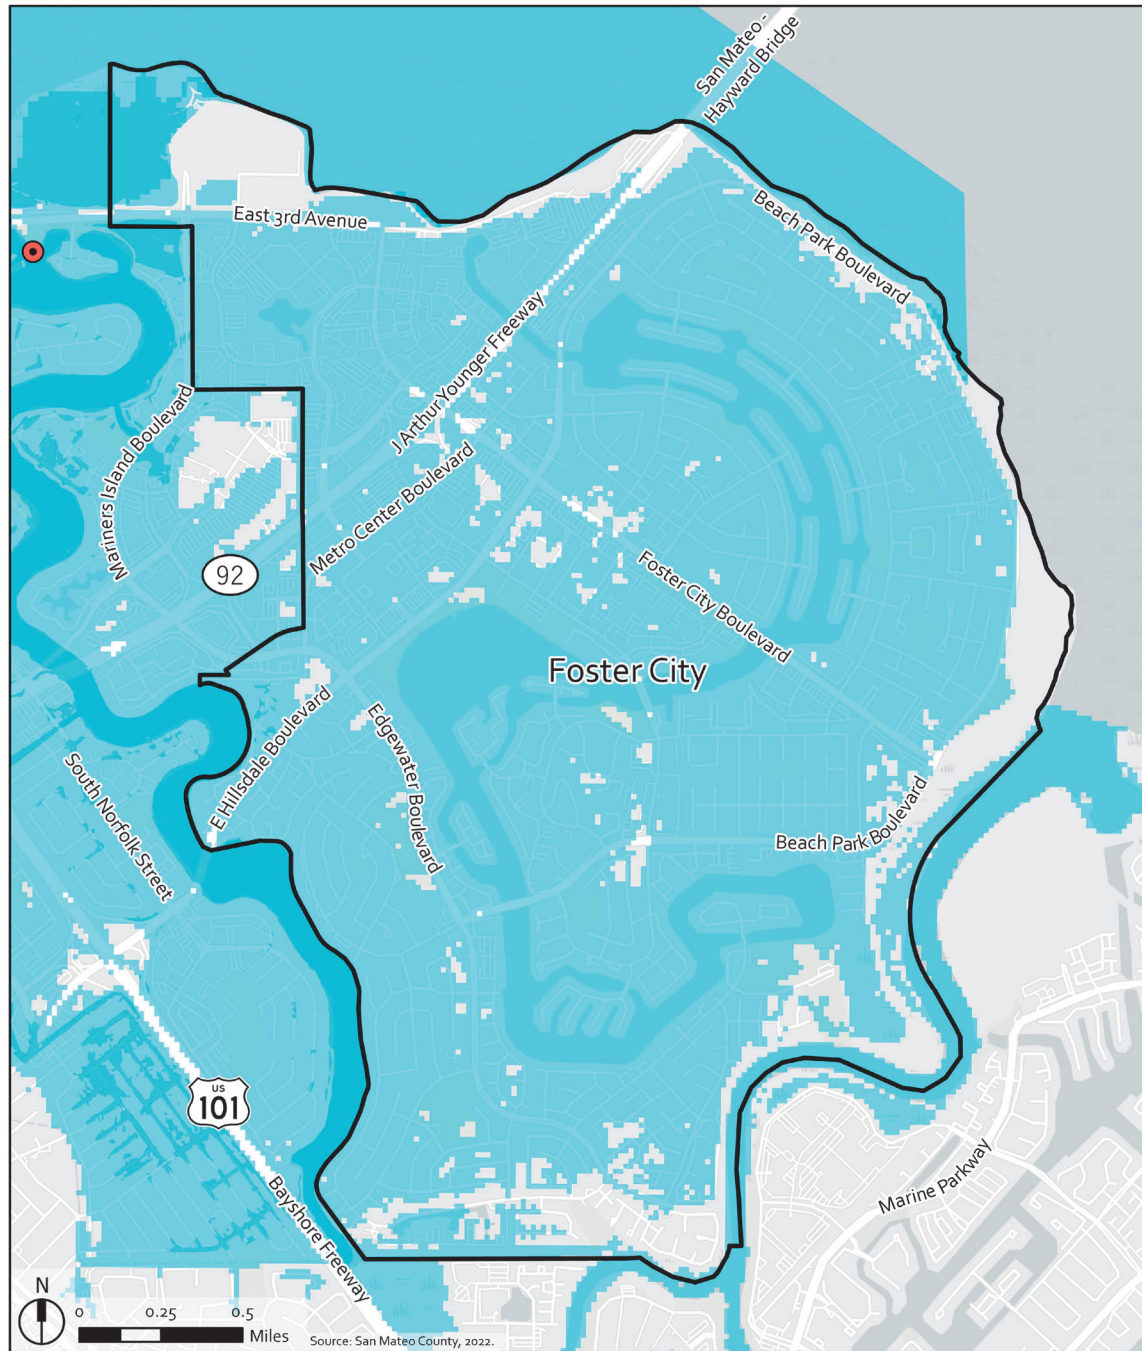 San Mateo -
Hayward Bridge
East 3rd Avenue
Beach Park Boulevard
J Arthur Younger Freeway
Mariners Island Boulevard
Metro Center Boulevard
92
Foster City Boulevard
Foster City
E Hillsdale Boulevard
Edgewater Boulevard
South Norfolk Street
Beach Park Boulevard
US
101
Bayshore Freeway
Marine Parkway
N
0 0.25 0.5
Miles
Source: San Mateo County, 2022.